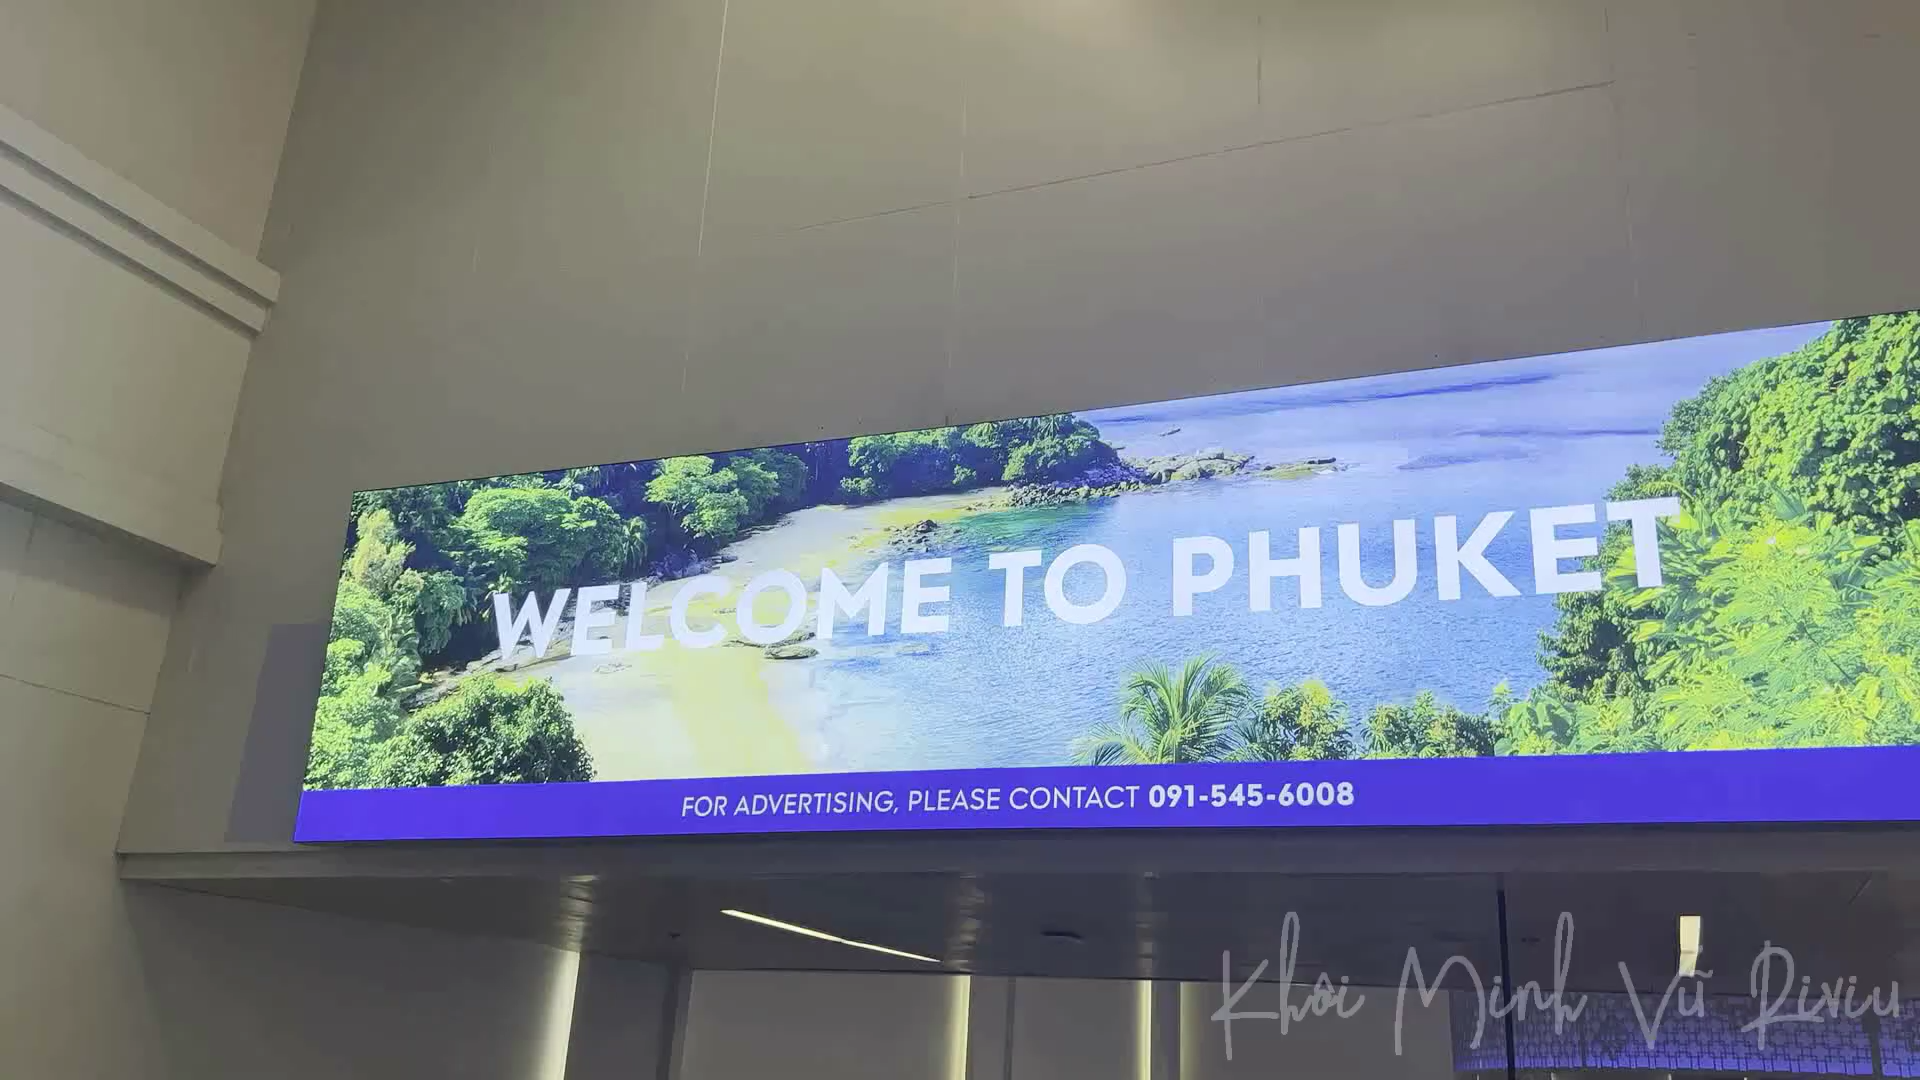 WELCOME TO PHUKET
FOR ADVERTISING, PLEASE CONTACT 091-545-6008
Khôi Minh Vũ Riviu